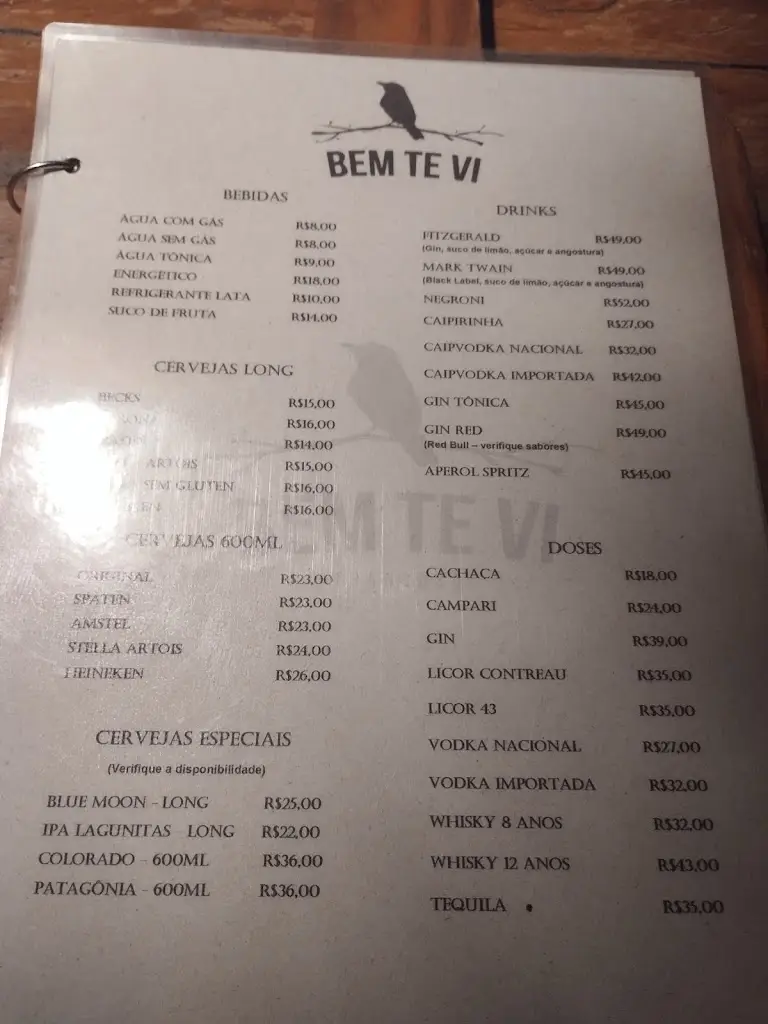 BEM TE VI
BEBIDAS
ÁGUA COM GÁS R$8,00
ÁGUA SEM GÁS R$8,00
ÁGUA TÔNICA R$9,00
ENERGÉTICO R$18,00
REFRIGERANTE LATA R$10,00
SUCO DE FRUTA R$14,00
CERVEJAS LONG
BECKS R$15,00
R$16,00
R$14,00
ARTOIS R$15,00
SEM GLUTEN R$16,00
R$16,00
CERVEJAS 600ML
ORIGINAL R$23,00
SPATEN R$23,00
AMSTEL R$23,00
STELLA ARTOIS R$24,00
HEINEKEN R$26,00
CERVEJAS ESPECIAIS
(Verifique a disponibilidade)
BLUE MOON - LONG R$25,00
IPA LAGUNITAS - LONG R$22,00
COLORADO - 600ML R$36,00
PATAGÔNIA - 600ML R$36,00
DRINKS
FITZGERALD R$49,00
(Gin, suco de limão, açúcar e angostura)
MARK TWAIN R$49,00
(Black Label, suco de limão, açúcar e angostura)
NEGRONI R$52,00
CAIPIRINHA R$27,00
CAIPVODKA NACIONAL R$32,00
CAIPVODKA IMPORTADA R$42,00
GIN TÔNICA R$45,00
GIN RED R$49,00
(Red Bull – verifique sabores)
APEROL SPRITZ R$45,00
BEM TE VI
DOSES
CACHAÇA R$18,00
CAMPARI R$24,00
GIN R$39,00
LICOR CONTREAU R$35,00
LICOR 43 R$35,00
VODKA NACIONAL R$27,00
VODKA IMPORTADA R$32,00
WHISKY 8 ANOS R$32,00
WHISKY 12 ANOS R$43,00
TEQUILA R$35,00